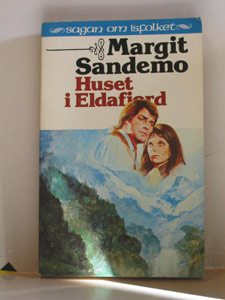 sagan om isfolket
Margit
Sandemo
Huset
i Eldafjord